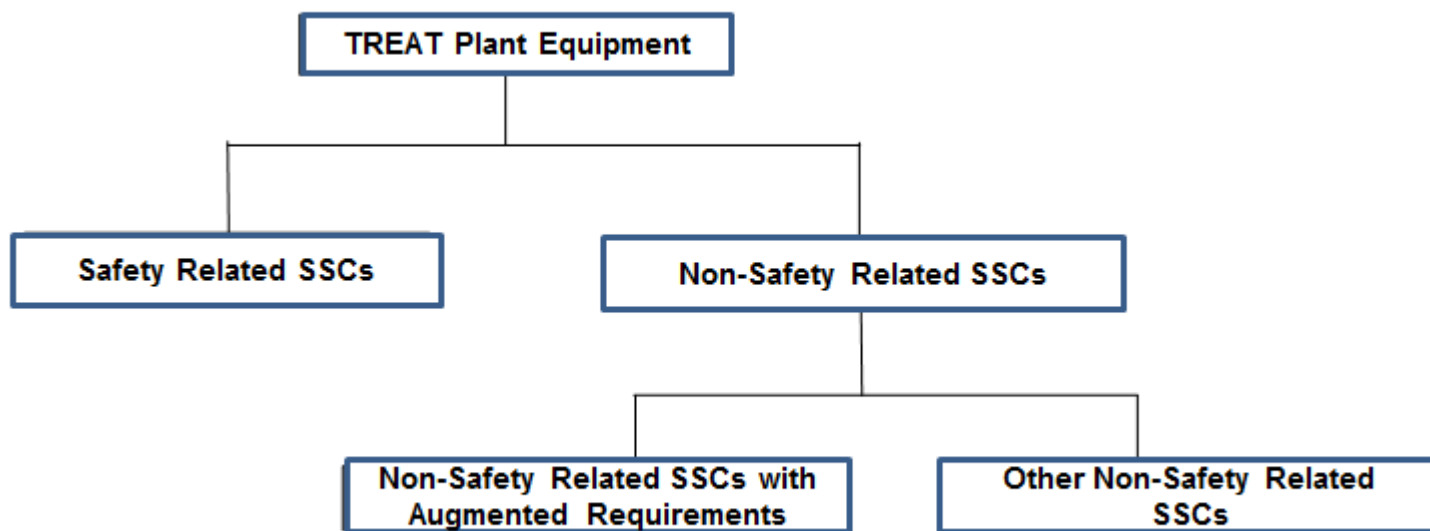 TREAT Plant Equipment
Safety Related SSCs
Non-Safety Related SSCs
Non-Safety Related SSCs with
Augmented Requirements
Other Non-Safety Related
SSCs